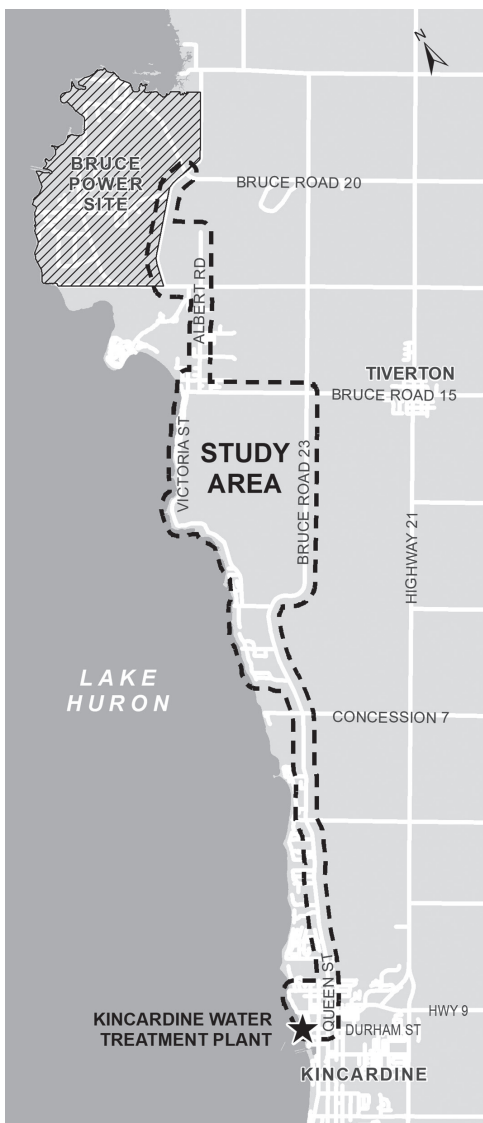 N
BRUCE
POWER
SITE
BRUCE ROAD 20
ALBERT RD
TIVERTON
BRUCE ROAD 15
VICTORIA ST
STUDY
AREA
BRUCE ROAD 23
HIGHWAY 21
LAKE
HURON
CONCESSION 7
QUEEN ST
HWY 9
KINCARDINE WATER
TREATMENT PLANT
DURHAM ST
KINCARDINE